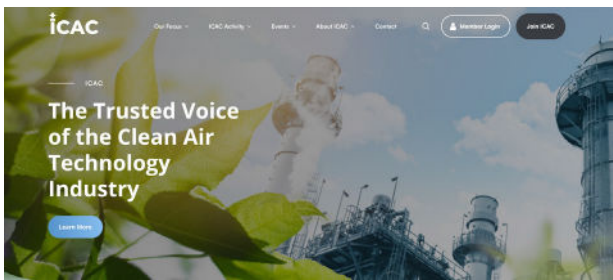 iCAC
Our Focus
ICAC Activity
Events
About ICAC
Contact
Member Login
Join ICAC
ICAC
The Trusted Voice
of the Clean Air
Technology
Industry
Learn More